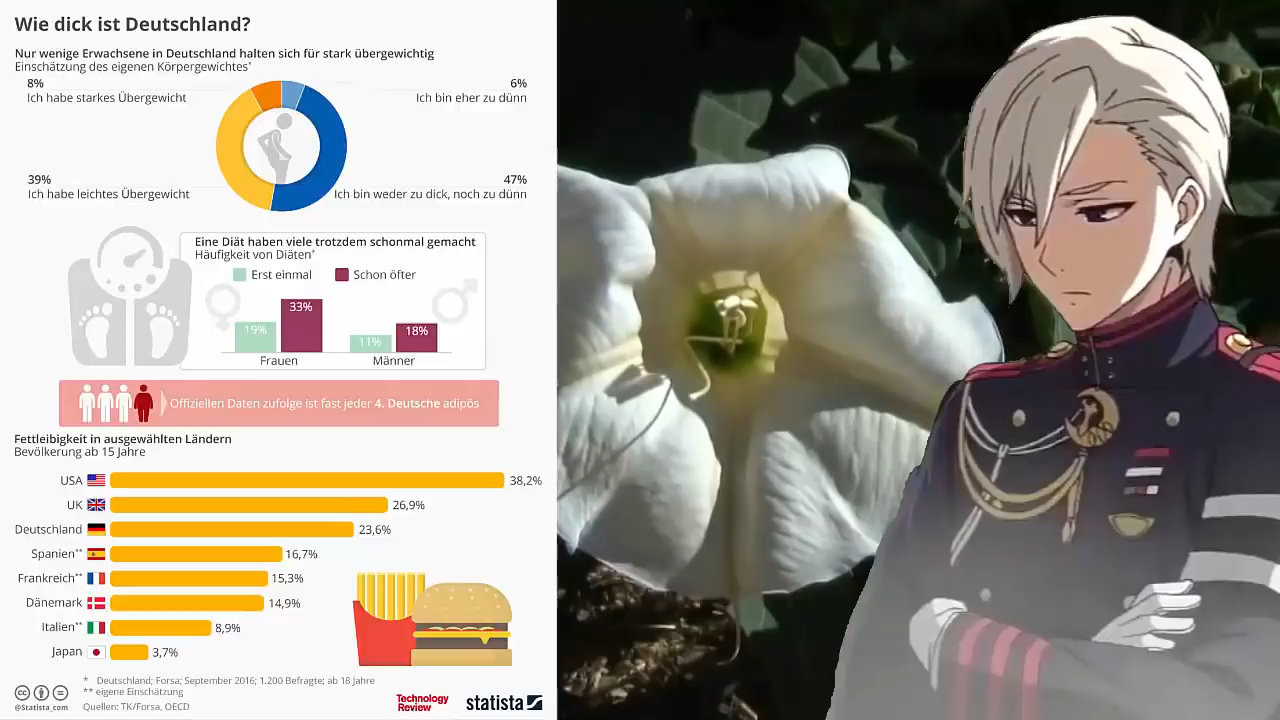 Wie dick ist Deutschland?
Nur wenige Erwachsene in Deutschland halten sich für stark übergewichtig
Einschätzung des eigenen Körpergewichtes*
8%
Ich habe starkes Übergewicht
6%
Ich bin eher zu dünn
39%
Ich habe leichtes Übergewicht
47%
Ich bin weder zu dick, noch zu dünn
Eine Diät haben viele trotzdem schonmal gemacht
Häufigkeit von Diäten*
Erst einmal
Schon öfter
19%
33%
11%
18%
Frauen
Männer
Offiziellen Daten zufolge ist fast jeder 4. Deutsche adipös
Fettleibigkeit in ausgewählten Ländern
Bevölkerung ab 15 Jahre
USA 38,2%
UK 26,9%
Deutschland 23,6%
Spanien** 16,7%
Frankreich** 15,3%
Dänemark 14,9%
Italien** 8,9%
Japan 3,7%
* Deutschland; Forsa; September 2016; 1.200 Befragte; ab 18 Jahre
** eigene Einschätzung
Quellen: TK/Forsa, OECD
@Statista_com
Technology
Review
statista